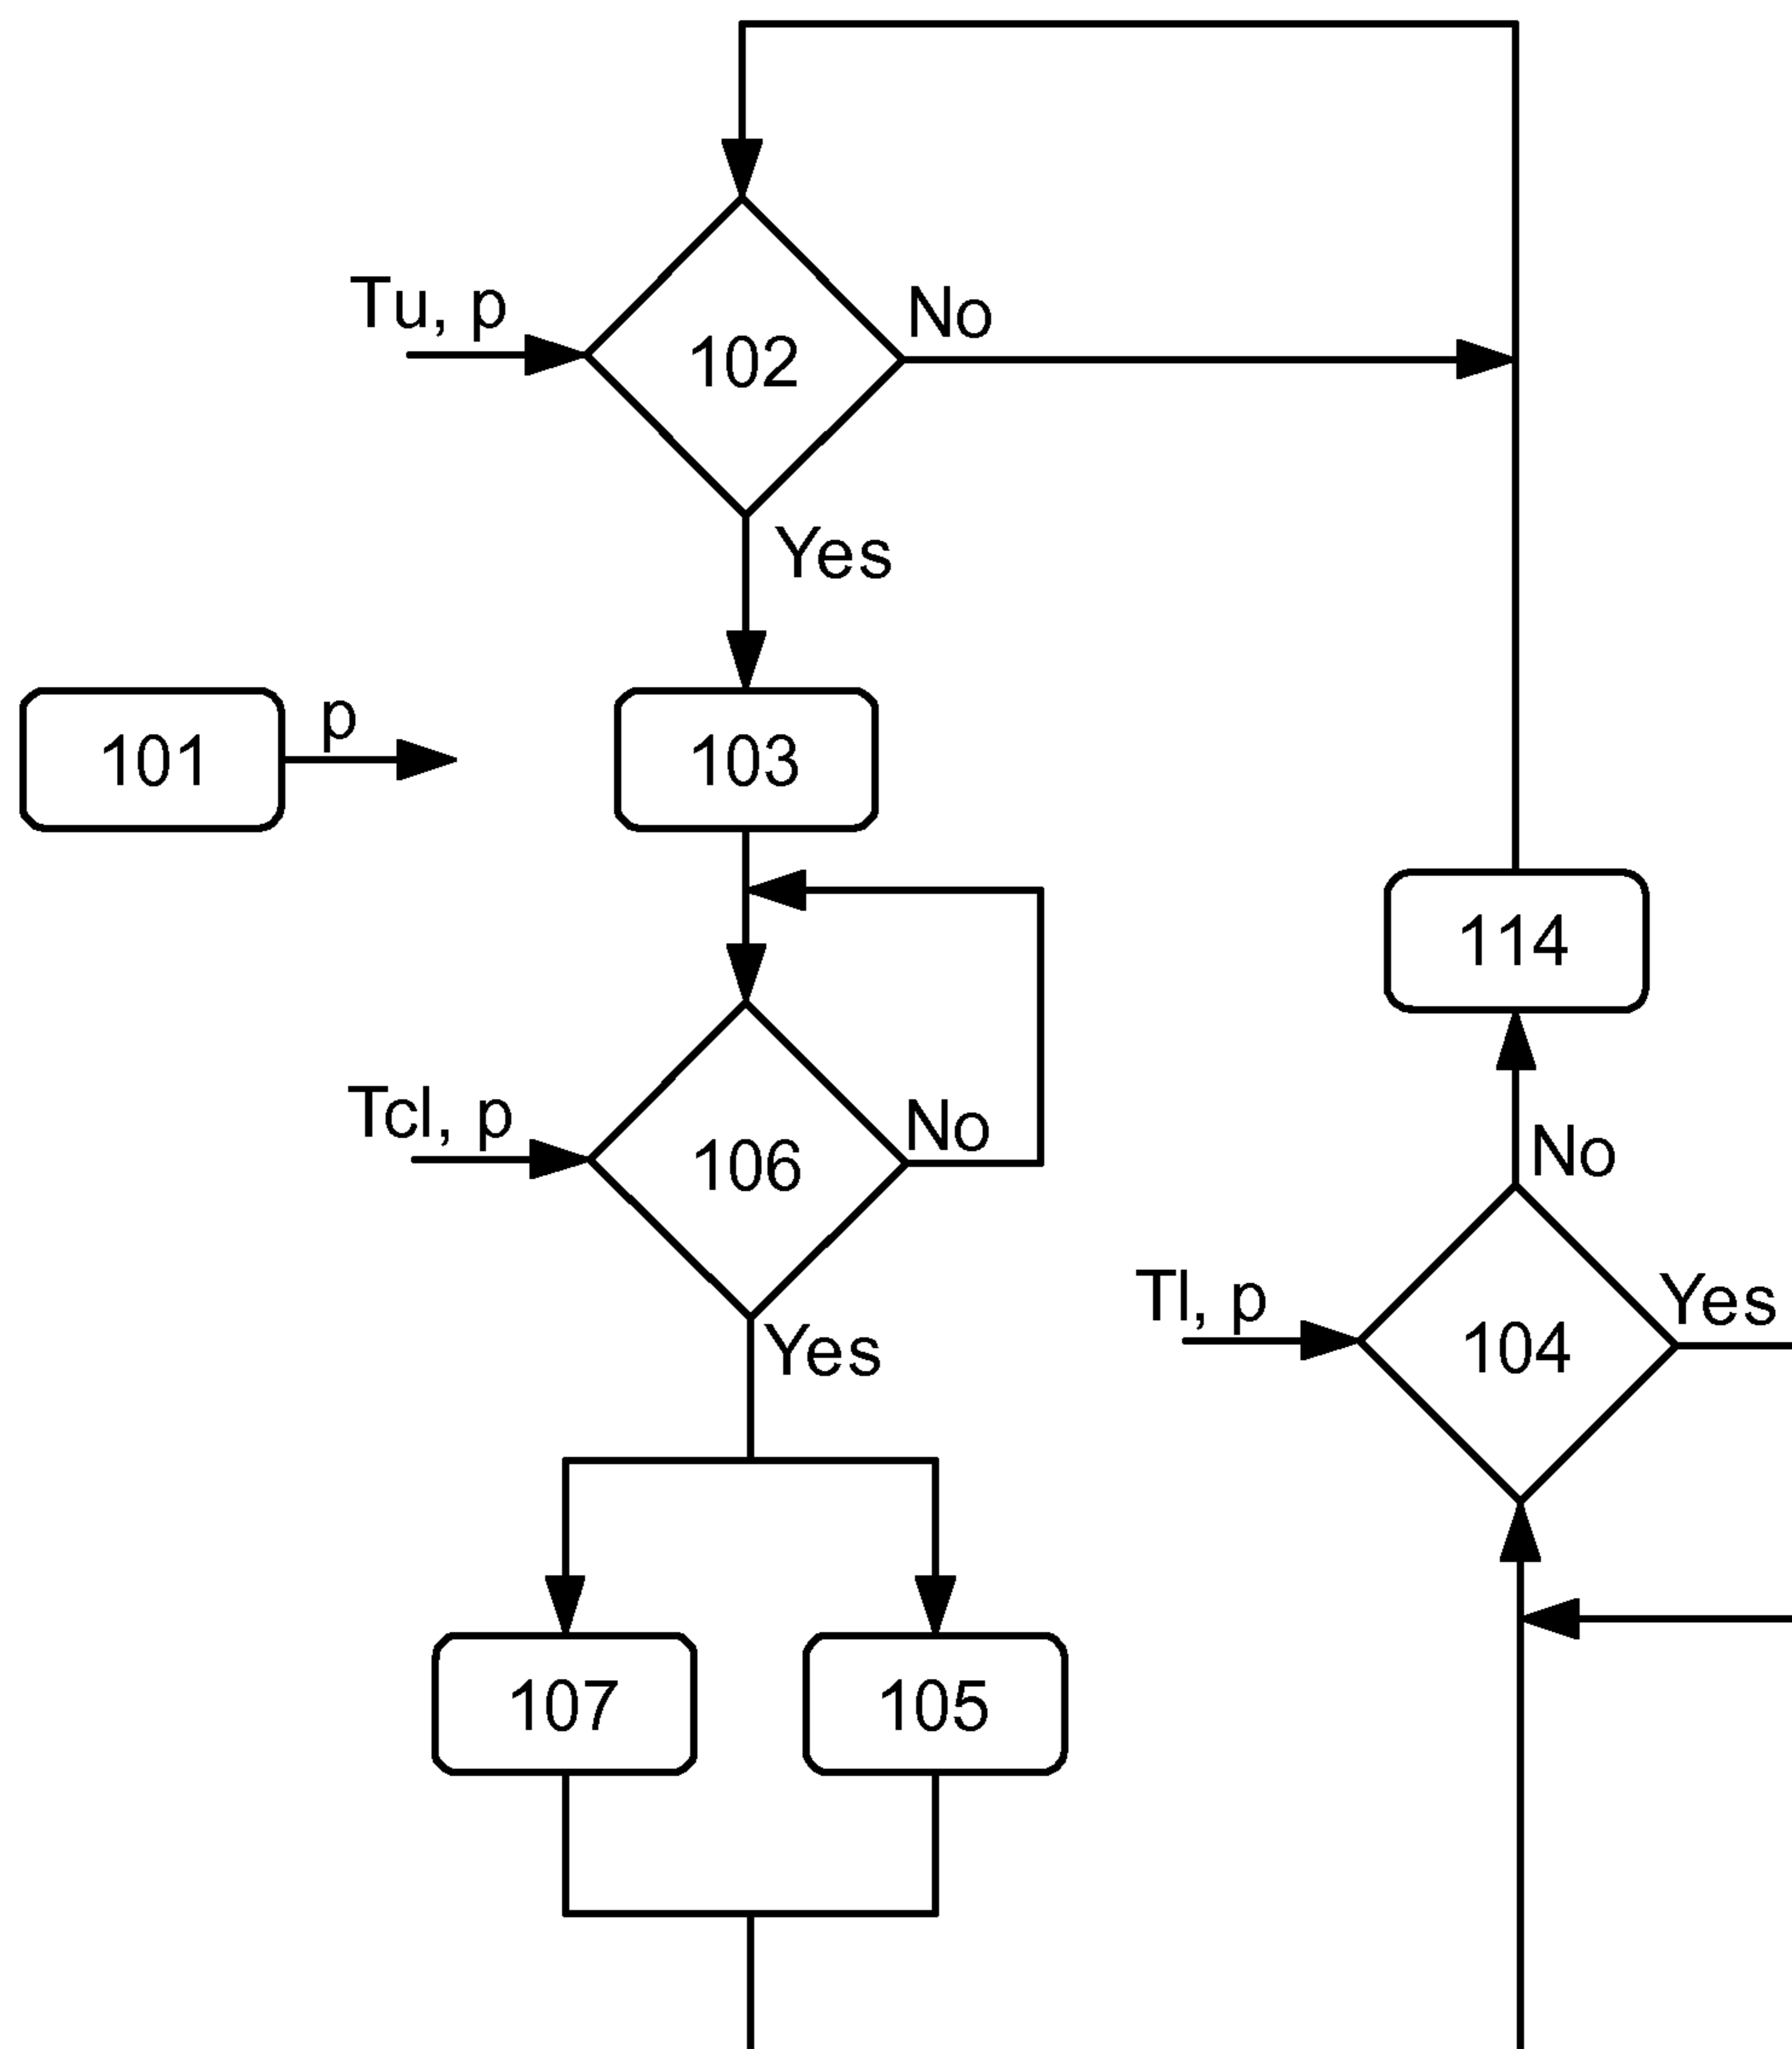 Tu, p
102
No
Yes
101
p
103
114
Tcl, p
106
No
No
Yes
Tl, p
104
Yes
107
105